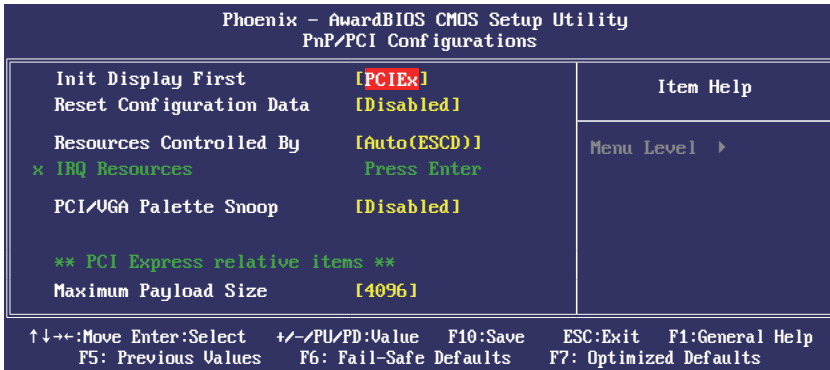 Phoenix - AwardBIOS CMOS Setup Utility
PnP/PCI Configurations
Init Display First [PCIEx] Item Help
Reset Configuration Data [Disabled]
Resources Controlled By [Auto(ESCD)] Menu Level ▸
x IRQ Resources Press Enter
PCI/VGA Palette Snoop [Disabled]
** PCI Express relative items **
Maximum Payload Size [4096]
↑↓→←:Move Enter:Select +/-/PU/PD:Value F10:Save ESC:Exit F1:General Help
F5: Previous Values F6: Fail-Safe Defaults F7: Optimized Defaults